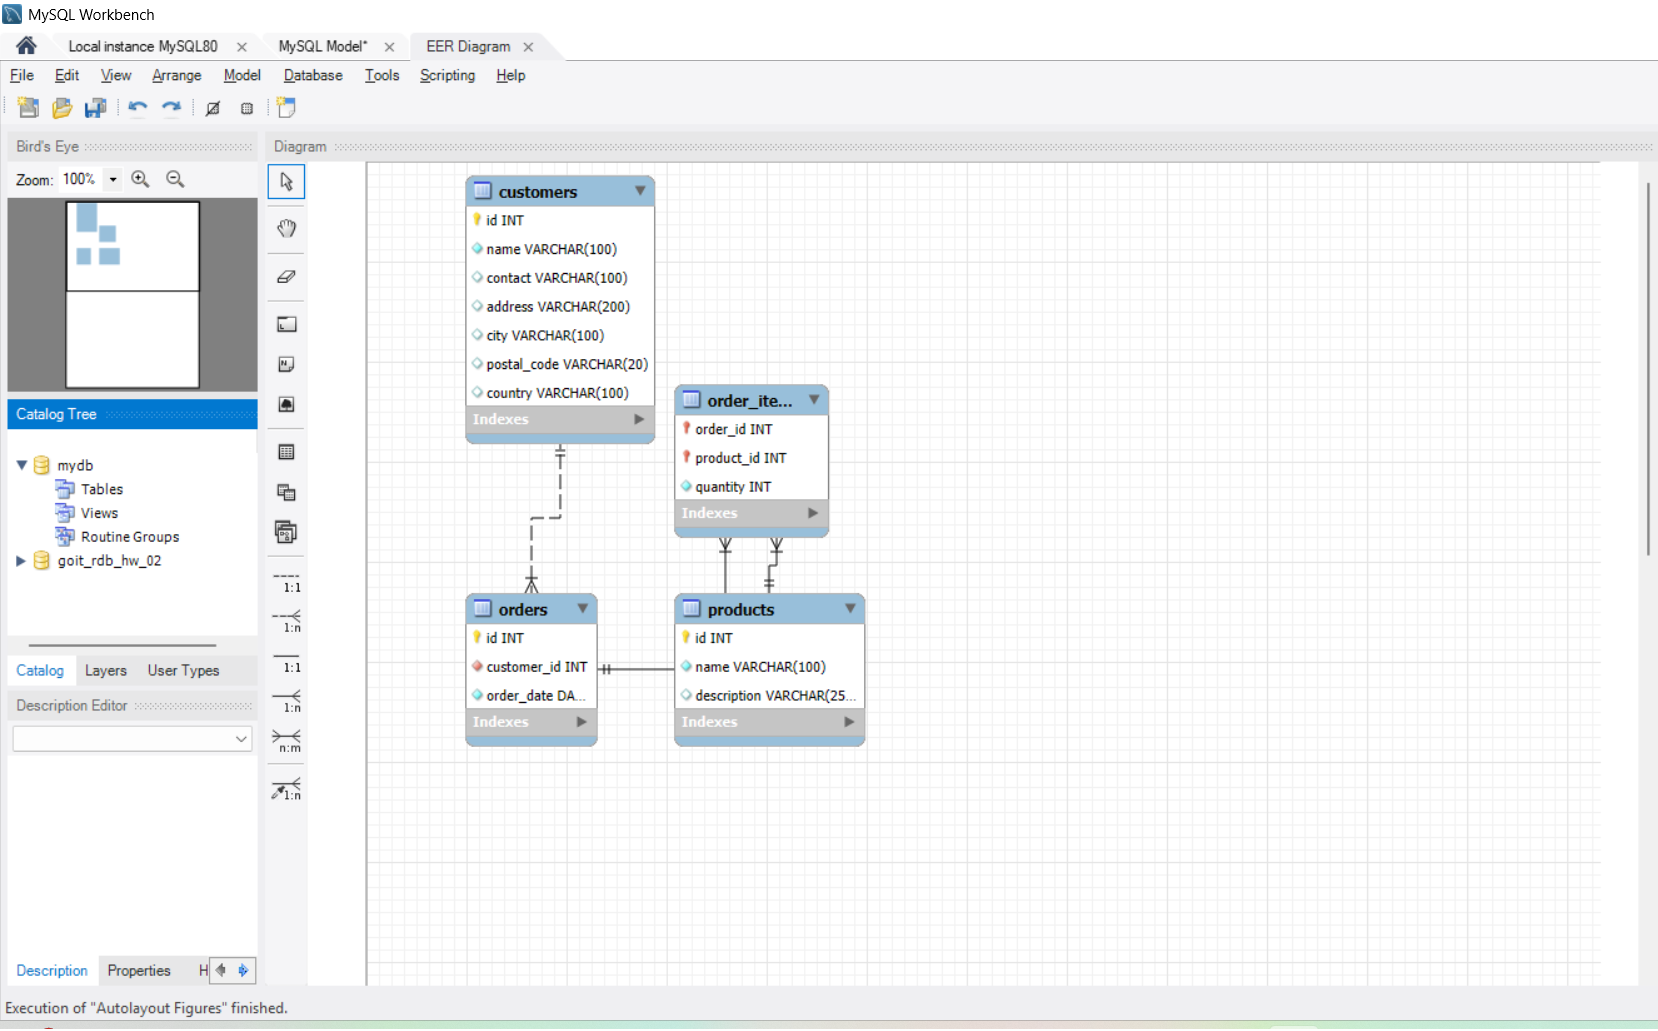 MySQL Workbench
Local instance MySQL80
MySQL Model*
EER Diagram
File Edit View Arrange Model Database Tools Scripting Help
Bird's Eye
Zoom: 100%
Catalog Tree
mydb
Tables
Views
Routine Groups
goit_rdb_hw_02
Catalog Layers User Types
Description Editor
Description Properties H
Diagram
1:1
1:n
1:1
1:n
n:m
1:n
customers
id INT
name VARCHAR(100)
contact VARCHAR(100)
address VARCHAR(200)
city VARCHAR(100)
postal_code VARCHAR(20)
country VARCHAR(100)
Indexes
order_ite...
order_id INT
product_id INT
quantity INT
Indexes
orders
id INT
customer_id INT
order_date DA...
Indexes
products
id INT
name VARCHAR(100)
description VARCHAR(25...
Indexes
Execution of "Autolayout Figures" finished.